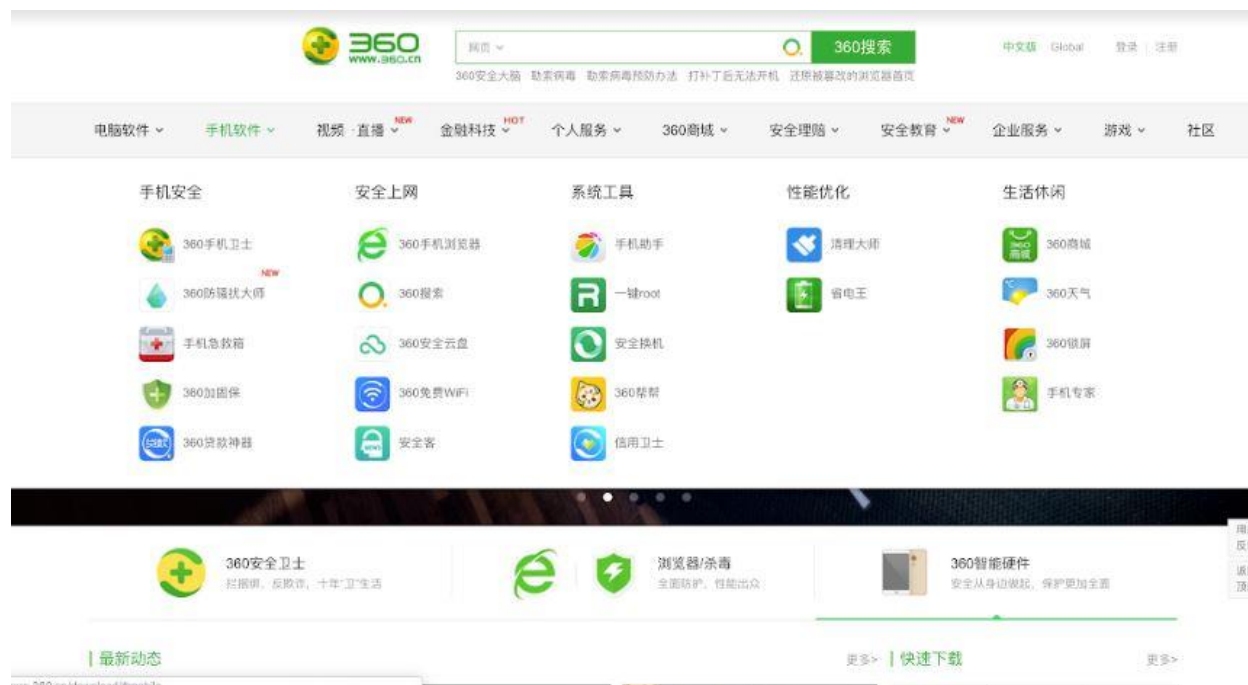 360
www.360.cn
网页
360搜索
中文版 Global 登录 注册
360安全大脑 勒索病毒 勒索病毒预防办法 打补丁后无法开机 还原被篡改的浏览器首页
电脑软件 手机软件 视频·直播 NEW 金融科技 HOT 个人服务 360商城 安全理赔 安全教育 NEW 企业服务 游戏 社区
手机安全 安全上网 系统工具 性能优化 生活休闲
360手机卫士 360手机浏览器 手机助手 清理大师 360商城
NEW
360防骚扰大师 360搜索 一键root 省电王 360天气
手机急救箱 360安全云盘 安全换机 360锁屏
360加固保 360免费WiFi 360帮帮 手机专家
360贷款神器 安全客 信用卫士
360安全卫士 浏览器/杀毒 360智能硬件
拦捆绑、反欺诈，十年“卫”生活 全面防护、性能出众 安全从身边做起，保护更加全面
最新动态 更多> 快速下载 更多>